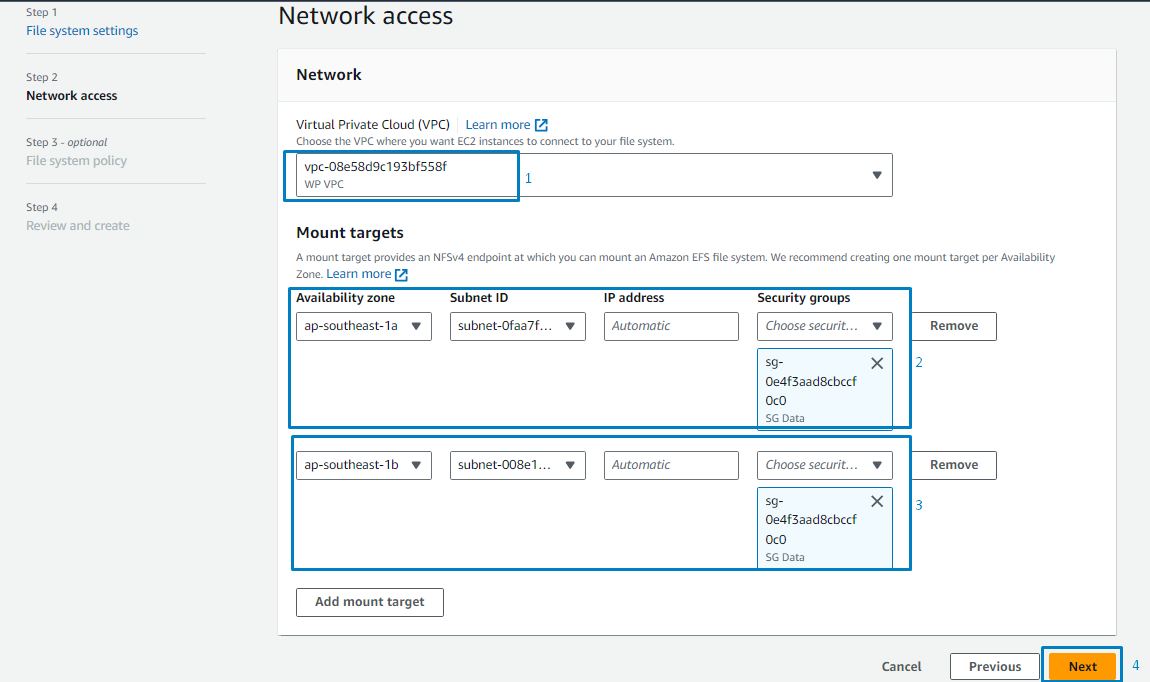 Step 1
File system settings
Step 2
Network access
Step 3 - optional
File system policy
Step 4
Review and create
Network access
Network
Virtual Private Cloud (VPC) Learn more
Choose the VPC where you want EC2 instances to connect to your file system.
vpc-08e58d9c193bf558f
WP VPC
1
Mount targets
A mount target provides an NFSv4 endpoint at which you can mount an Amazon EFS file system. We recommend creating one mount target per Availability
Zone. Learn more
Availability zone Subnet ID IP address Security groups
ap-southeast-1a subnet-0faa7f... Automatic Choose securit... Remove
sg-
0e4f3aad8cbccf
0c0
SG Data
2
ap-southeast-1b subnet-008e1... Automatic Choose securit... Remove
sg-
0e4f3aad8cbccf
0c0
SG Data
3
Add mount target
Cancel Previous Next 4